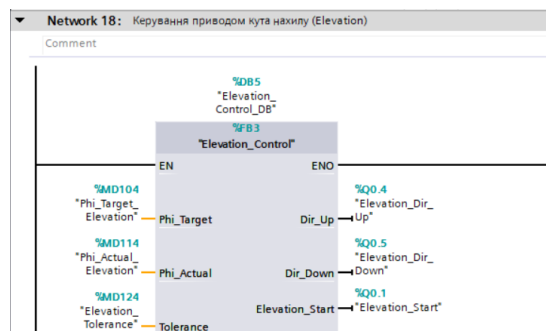 Network 18: Керування приводом кута нахилу (Elevation)
Comment
%DB5
"Elevation_
Control_DB"
%FB3
"Elevation_Control"
EN ENO
%MD104 %Q0.4
"Phi_Target_ "Elevation_Dir_
Elevation" Phi_Target Dir_Up Up"
%MD114 %Q0.5
"Phi_Actual_ "Elevation_Dir_
Elevation" Phi_Actual Dir_Down Down"
%MD124 %Q0.1
"Elevation_ Elevation_Start "Elevation_Start"
Tolerance" Tolerance